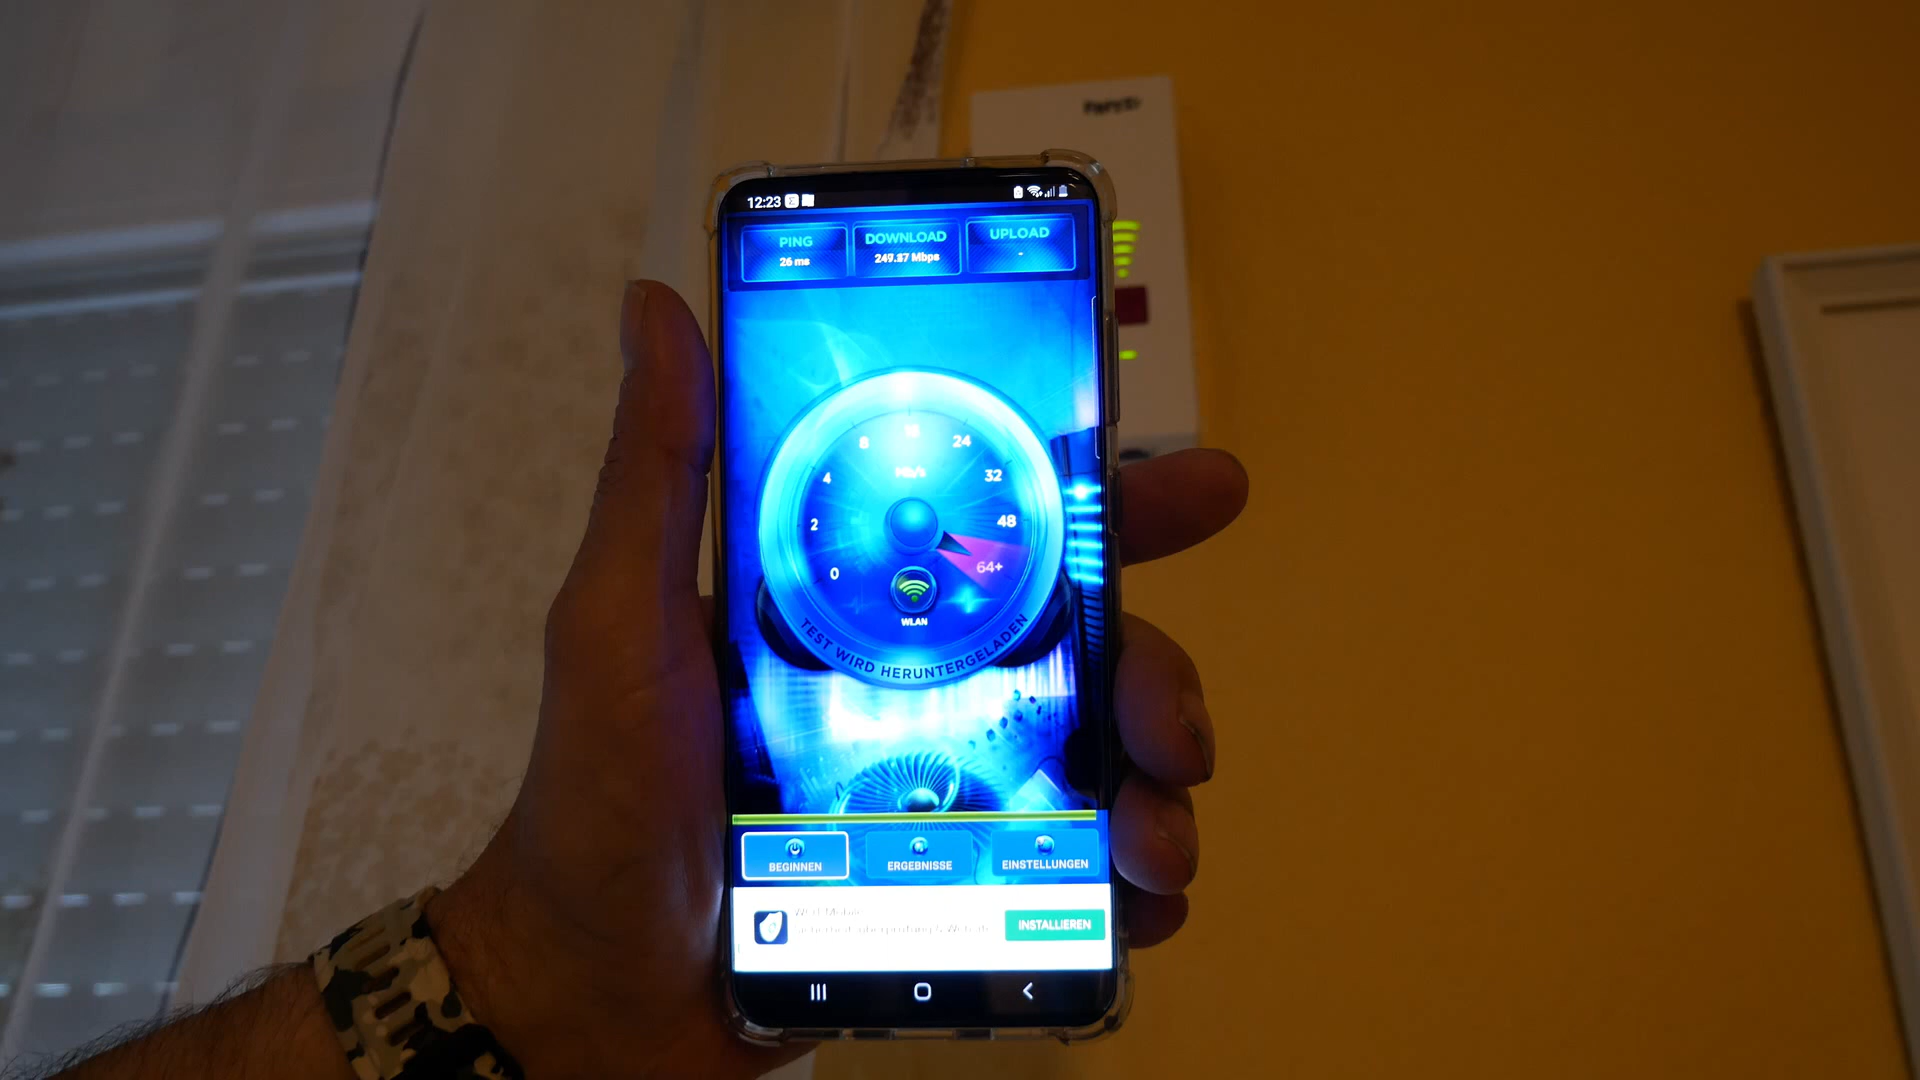 12:23
PING
26 ms
DOWNLOAD
249.87 Mbps
UPLOAD
-
0
2
4
8
16
24
32
48
64+
Mb/s
WLAN
TEST WIRD HERUNTERGELADEN
BEGINNEN
ERGEBNISSE
EINSTELLUNGEN
INSTALLIEREN